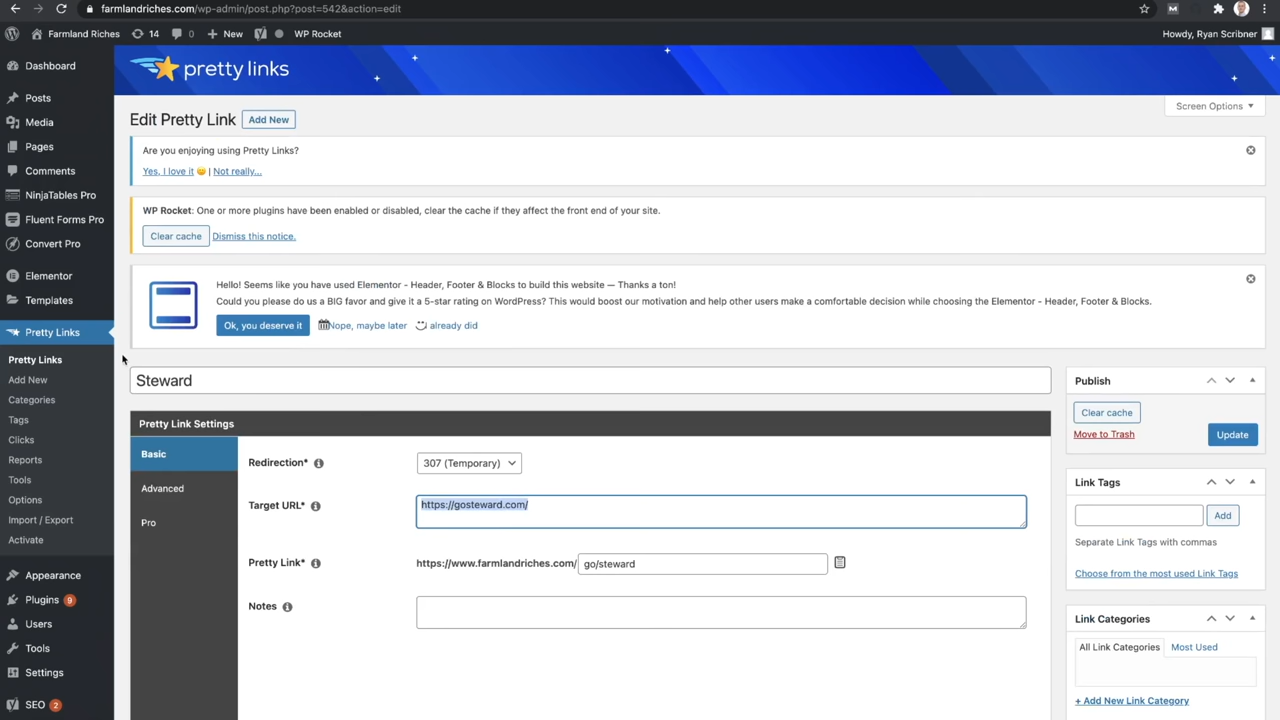 farmlandriches.com/wp-admin/post.php?post=542&action=edit
Farmland Riches 14 0 New WP Rocket Howdy, Ryan Scribner
Dashboard
Posts
Media
Pages
Comments
NinjaTables Pro
Fluent Forms Pro
Convert Pro
Elementor
Templates
Pretty Links
Pretty Links
Add New
Categories
Tags
Clicks
Reports
Tools
Options
Import / Export
Activate
Appearance
Plugins 9
Users
Tools
Settings
SEO 2
pretty links
Screen Options
Edit Pretty Link Add New
Are you enjoying using Pretty Links?
Yes, I love it 😀 | Not really...
WP Rocket: One or more plugins have been enabled or disabled, clear the cache if they affect the front end of your site.
Clear cache Dismiss this notice.
Hello! Seems like you have used Elementor - Header, Footer & Blocks to build this website — Thanks a ton!
Could you please do us a BIG favor and give it a 5-star rating on WordPress? This would boost our motivation and help other users make a comfortable decision while choosing the Elementor - Header, Footer & Blocks.
Ok, you deserve it Nope, maybe later already did
Steward
Pretty Link Settings
Basic
Advanced
Pro
Redirection* 307 (Temporary)
Target URL* https://gosteward.com/
Pretty Link* https://www.farmlandriches.com/ go/steward
Notes
Publish
Clear cache
Move to Trash Update
Link Tags
Add
Separate Link Tags with commas
Choose from the most used Link Tags
Link Categories
All Link Categories Most Used
+ Add New Link Category